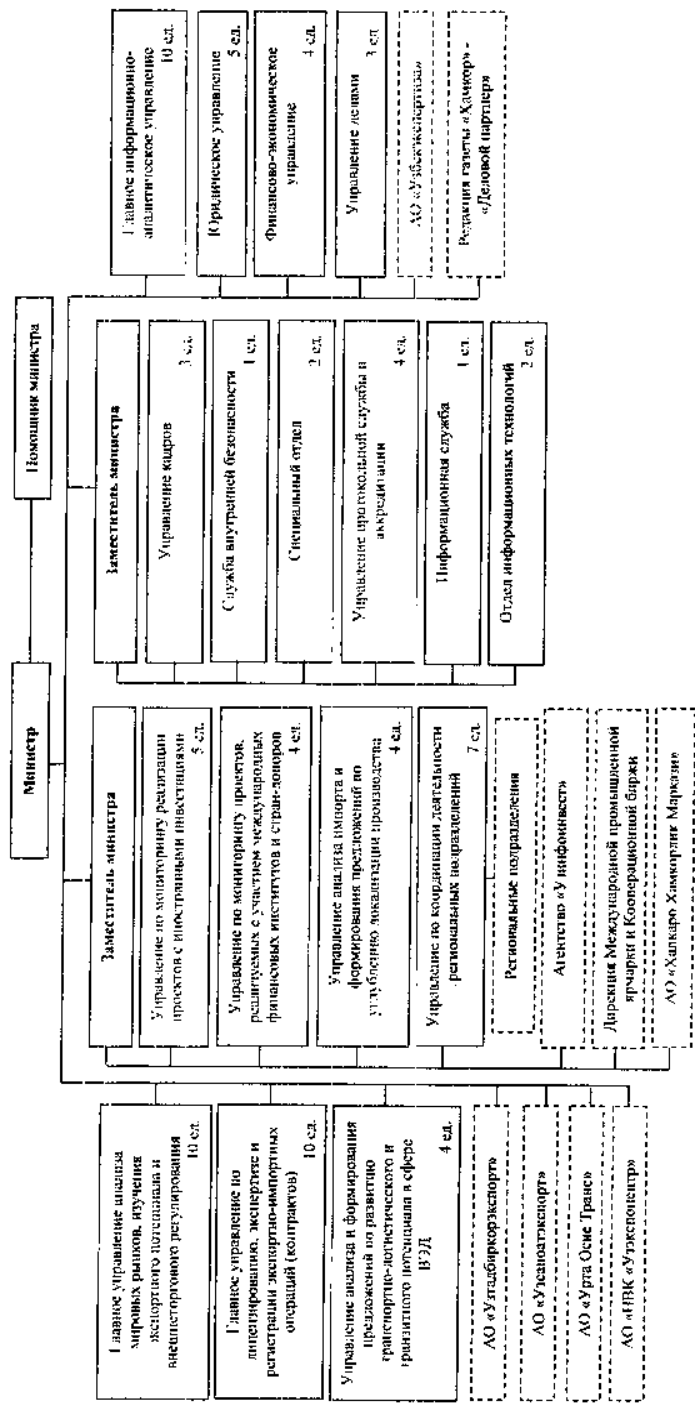 Министр
Помощник министра
Главное управление анализа
мировых рынков, изучения
экспортного потенциала и
внешнеторгового регулирования
10 ед.
Главное управление по
лицензированию, экспертизе и
регистрации экспортно-импортных
операций (контрактов)
10 ед.
Управление анализа и формирования
предложений по развитию
транспортно-логистического и
транзитного потенциала в сфере
ВЭД
4 ед.
АО «Узтадбиркорэкспорт»
АО «Узсаноатэкспорт»
АО «Урта Осие Транс»
АО «НВК «Узэкспоцентр»
Заместитель министра
Управление по мониторингу реализации
проектов с иностранными инвестициями
5 ед.
Управление по мониторингу проектов,
реализуемых с участием международных
финансовых институтов и стран-доноров
4 ед.
Управление анализа импорта и
формирования предложений по
углублению локализации производства
4 ед.
Управление по координации деятельности
региональных подразделений
7 ед.
Региональные подразделения
Агентство «Узинфоинвест»
Дирекция Международной промышленной
ярмарки и Кооперационной биржи
АО «Халкаро Хамкорлик Маркази»
Заместитель министра
Управление кадров
3 ед.
Служба внутренней безопасности
1 ед.
Специальный отдел
2 ед.
Управление протокольной службы и
аккредитации
4 ед.
Информационная служба
1 ед.
Отдел информационных технологий
2 ед.
Главное информационно-
аналитическое управление
10 ед.
Юридическое управление
5 ед.
Финансово-экономическое
управление
4 ед.
Управление делами
3 ед.
АО «Узбекэкспертиза»
Редакция газеты «Хамкор» -
«Деловой партнер»